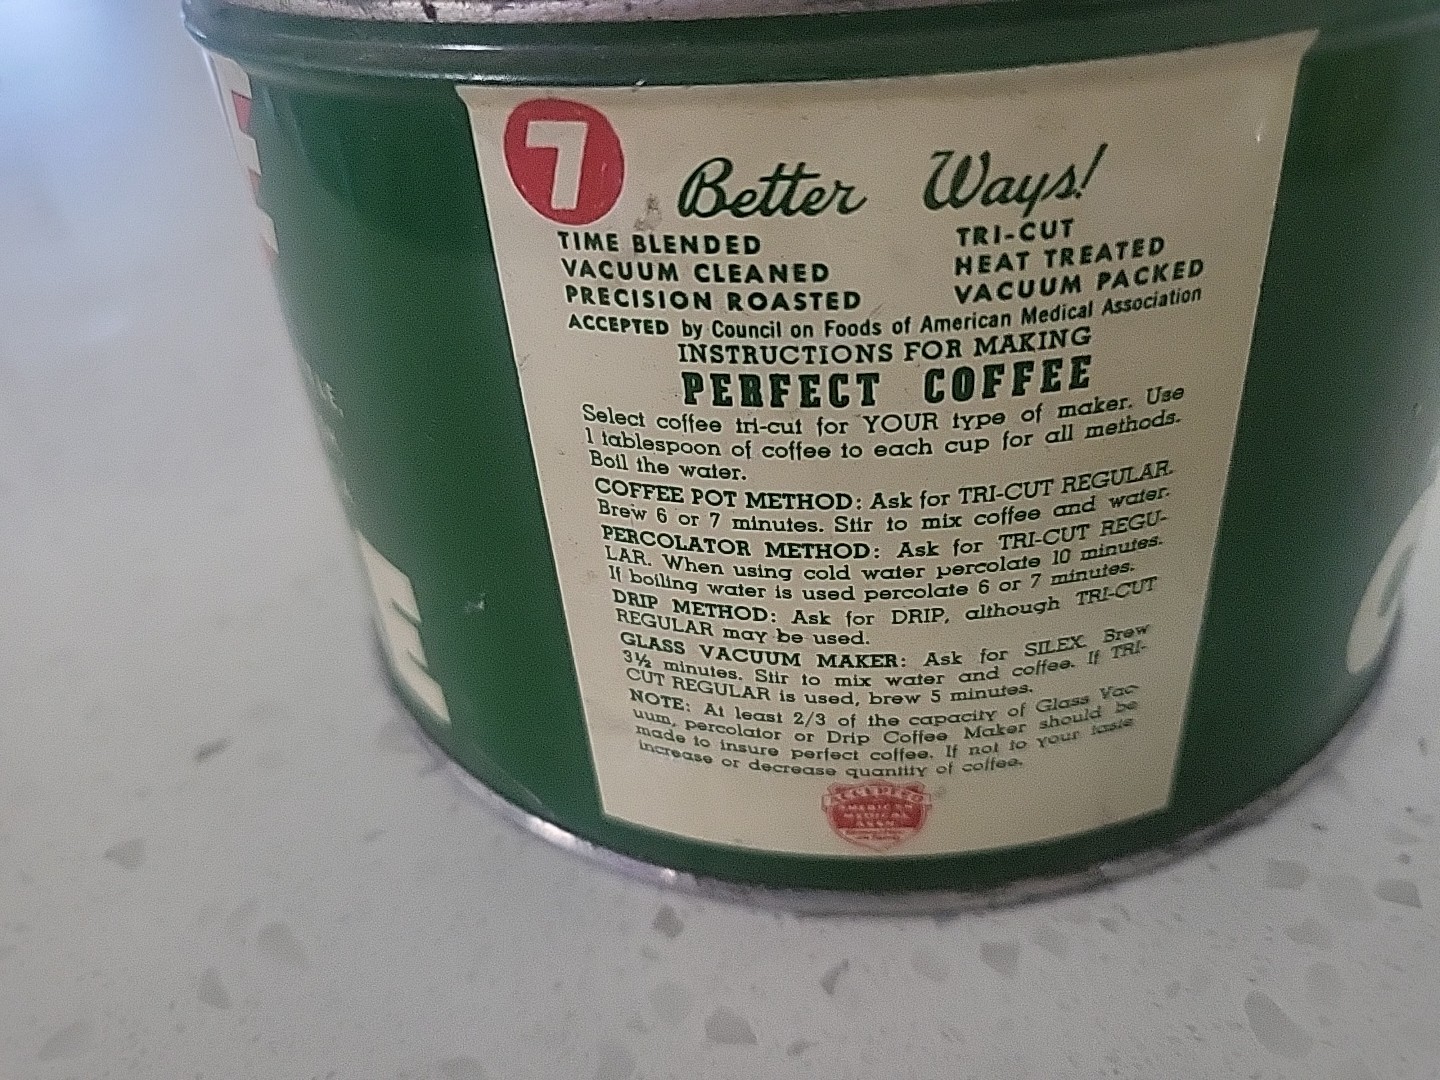 7 Better Ways!
TIME BLENDED
VACUUM CLEANED
PRECISION ROASTED
TRI-CUT
HEAT TREATED
VACUUM PACKED
ACCEPTED by Council on Foods of American Medical Association
INSTRUCTIONS FOR MAKING
PERFECT COFFEE
Select coffee tri-cut for YOUR type of maker. Use
1 tablespoon of coffee to each cup for all methods.
Boil the water.
COFFEE POT METHOD: Ask for TRI-CUT REGULAR.
Brew 6 or 7 minutes. Stir to mix coffee and water.
PERCOLATOR METHOD: Ask for TRI-CUT REGU-
LAR. When using cold water percolate 10 minutes.
If boiling water is used percolate 6 or 7 minutes.
DRIP METHOD: Ask for DRIP, although TRI-CUT
REGULAR may be used.
GLASS VACUUM MAKER: Ask for SILEX. Brew
3½ minutes. Stir to mix water and coffee. If TRI-
CUT REGULAR is used, brew 5 minutes.
NOTE: At least 2/3 of the capacity of Glass Vac-
uum, percolator or Drip Coffee Maker should be
made to insure perfect coffee. If not to your taste
increase or decrease quantity of coffee.
ACCEPTED
AMERICAN
MEDICAL
ASSN.